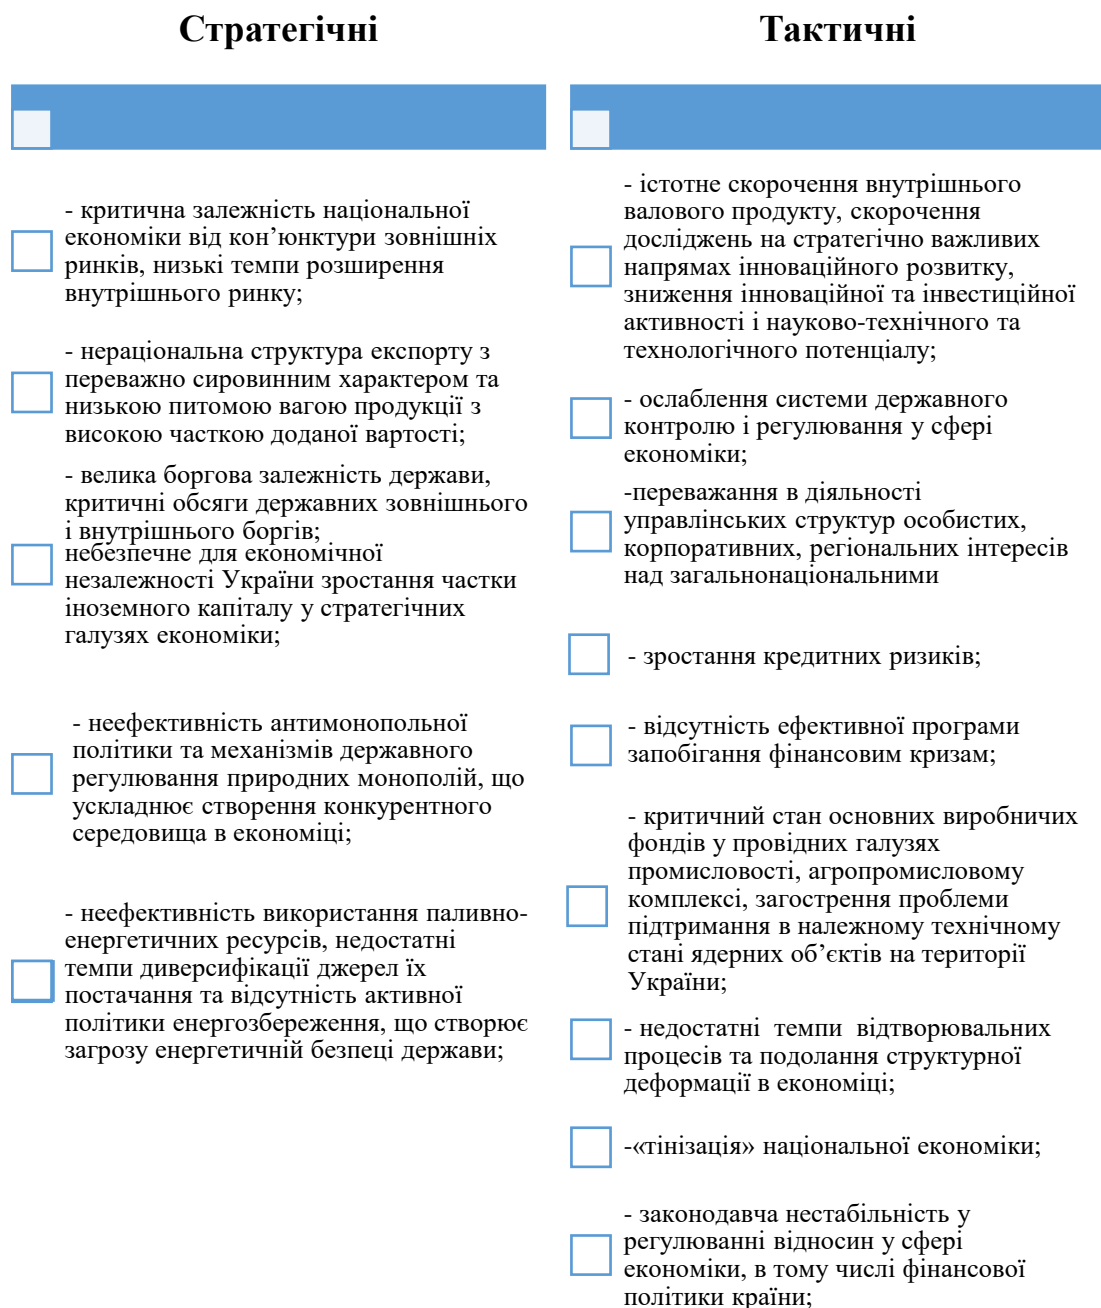 Стратегічні
- критична залежність національної
економіки від кон’юнктури зовнішніх
ринків, низькі темпи розширення
внутрішнього ринку;
- нераціональна структура експорту з
переважно сировинним характером та
низькою питомою вагою продукції з
високою часткою доданої вартості;
- велика боргова залежність держави,
критичні обсяги державних зовнішнього
і внутрішнього боргів;
небезпечне для економічної
незалежності України зростання частки
іноземного капіталу у стратегічних
галузях економіки;
- неефективність антимонопольної
політики та механізмів державного
регулювання природних монополій, що
ускладнює створення конкурентного
середовища в економіці;
- неефективність використання паливно-
енергетичних ресурсів, недостатні
темпи диверсифікації джерел їх
постачання та відсутність активної
політики енергозбереження, що створює
загрозу енергетичній безпеці держави;
Тактичні
- істотне скорочення внутрішнього
валового продукту, скорочення
досліджень на стратегічно важливих
напрямах інноваційного розвитку,
зниження інноваційної та інвестиційної
активності і науково-технічного та
технологічного потенціалу;
- ослаблення системи державного
контролю і регулювання у сфері
економіки;
-переважання в діяльності
управлінських структур особистих,
корпоративних, регіональних інтересів
над загальнонаціональними
- зростання кредитних ризиків;
- відсутність ефективної програми
запобігання фінансовим кризам;
- критичний стан основних виробничих
фондів у провідних галузях
промисловості, агропромисловому
комплексі, загострення проблеми
підтримання в належному технічному
стані ядерних об’єктів на території
України;
- недостатні темпи відтворювальних
процесів та подолання структурної
деформації в економіці;
-«тінізація» національної економіки;
- законодавча нестабільність у
регулюванні відносин у сфері
економіки, в тому числі фінансової
політики країни;